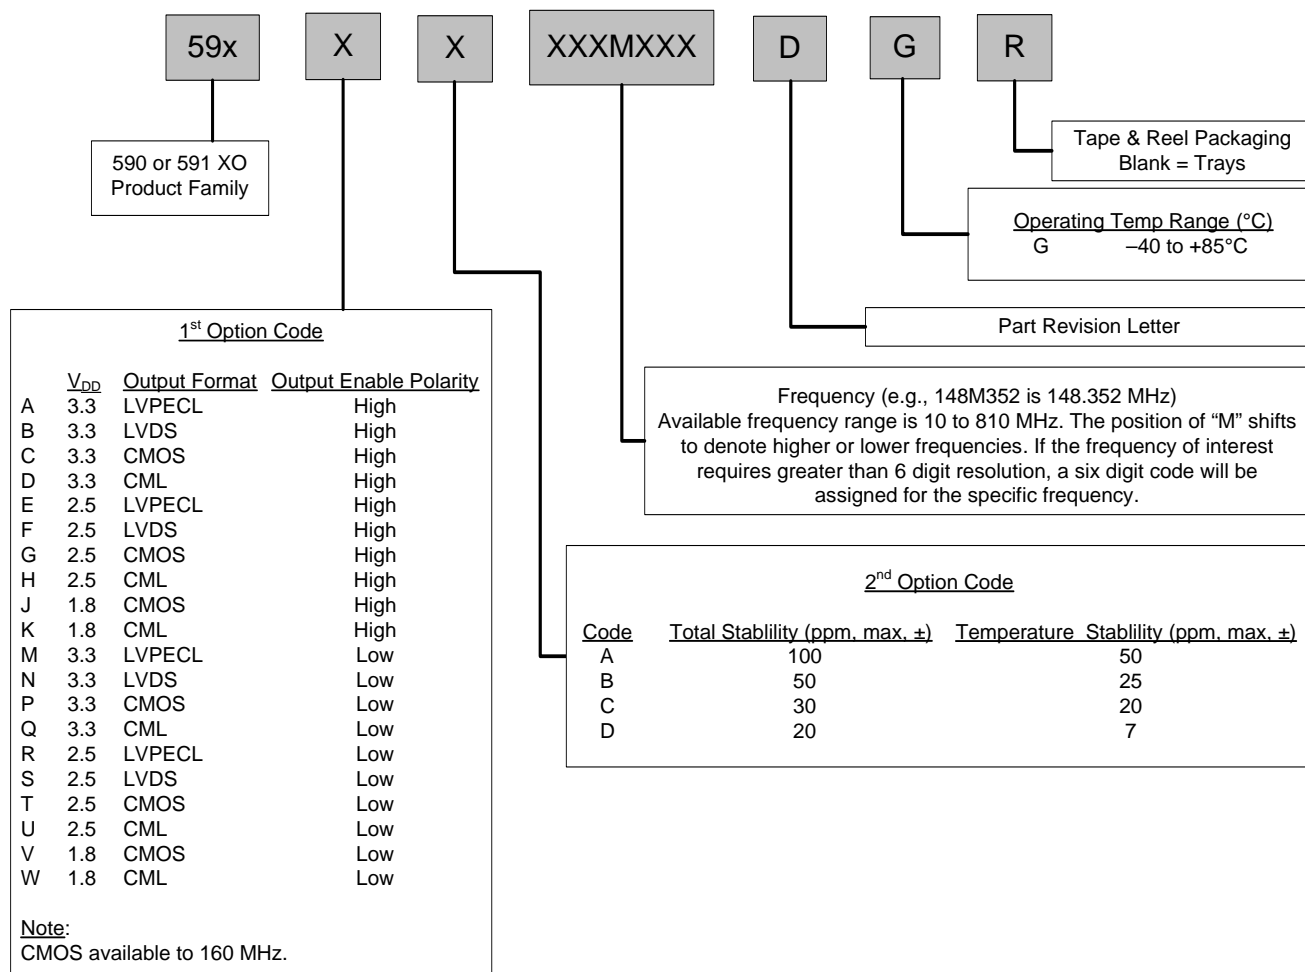 59x X X XXXMXXX D G R
590 or 591 XO
Product Family
Tape & Reel Packaging
Blank = Trays
Operating Temp Range (°C)
G –40 to +85°C
Part Revision Letter
Frequency (e.g., 148M352 is 148.352 MHz)
Available frequency range is 10 to 810 MHz. The position of “M” shifts
to denote higher or lower frequencies. If the frequency of interest
requires greater than 6 digit resolution, a six digit code will be
assigned for the specific frequency.
1st Option Code
VDD Output Format Output Enable Polarity
A 3.3 LVPECL High
B 3.3 LVDS High
C 3.3 CMOS High
D 3.3 CML High
E 2.5 LVPECL High
F 2.5 LVDS High
G 2.5 CMOS High
H 2.5 CML High
J 1.8 CMOS High
K 1.8 CML High
M 3.3 LVPECL Low
N 3.3 LVDS Low
P 3.3 CMOS Low
Q 3.3 CML Low
R 2.5 LVPECL Low
S 2.5 LVDS Low
T 2.5 CMOS Low
U 2.5 CML Low
V 1.8 CMOS Low
W 1.8 CML Low
Note:
CMOS available to 160 MHz.
2nd Option Code
Code Total Stablility (ppm, max, ±) Temperature Stablility (ppm, max, ±)
A 100 50
B 50 25
C 30 20
D 20 7